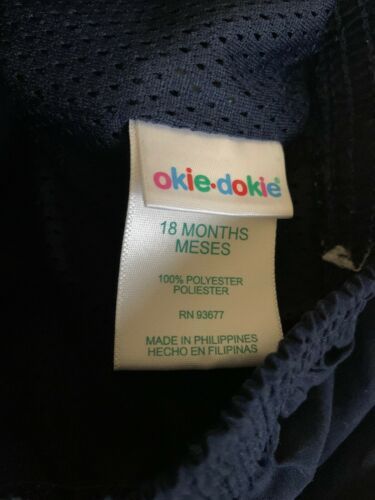 okie•dokie®
18 MONTHS
MESES
100% POLYESTER
POLIESTER
RN 93677
MADE IN PHILIPPINES
HECHO EN FILIPINAS